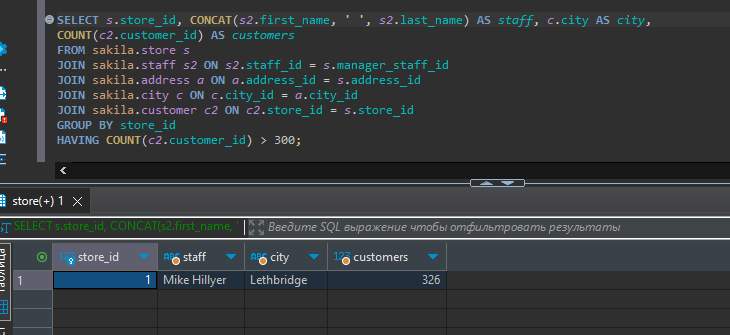 SELECT s.store_id, CONCAT(s2.first_name, ' ', s2.last_name) AS staff, c.city AS city,
COUNT(c2.customer_id) AS customers
FROM sakila.store s
JOIN sakila.staff s2 ON s2.staff_id = s.manager_staff_id
JOIN sakila.address a ON a.address_id = s.address_id
JOIN sakila.city c ON c.city_id = a.city_id
JOIN sakila.customer c2 ON c2.store_id = s.store_id
GROUP BY store_id
HAVING COUNT(c2.customer_id) > 300;
store(+) 1
SELECT s.store_id, CONCAT(s2.first_name, ' Введите SQL выражение чтобы отфильтровать результаты
123 store_id ABC staff ABC city 123 customers
1 1 Mike Hillyer Lethbridge 326